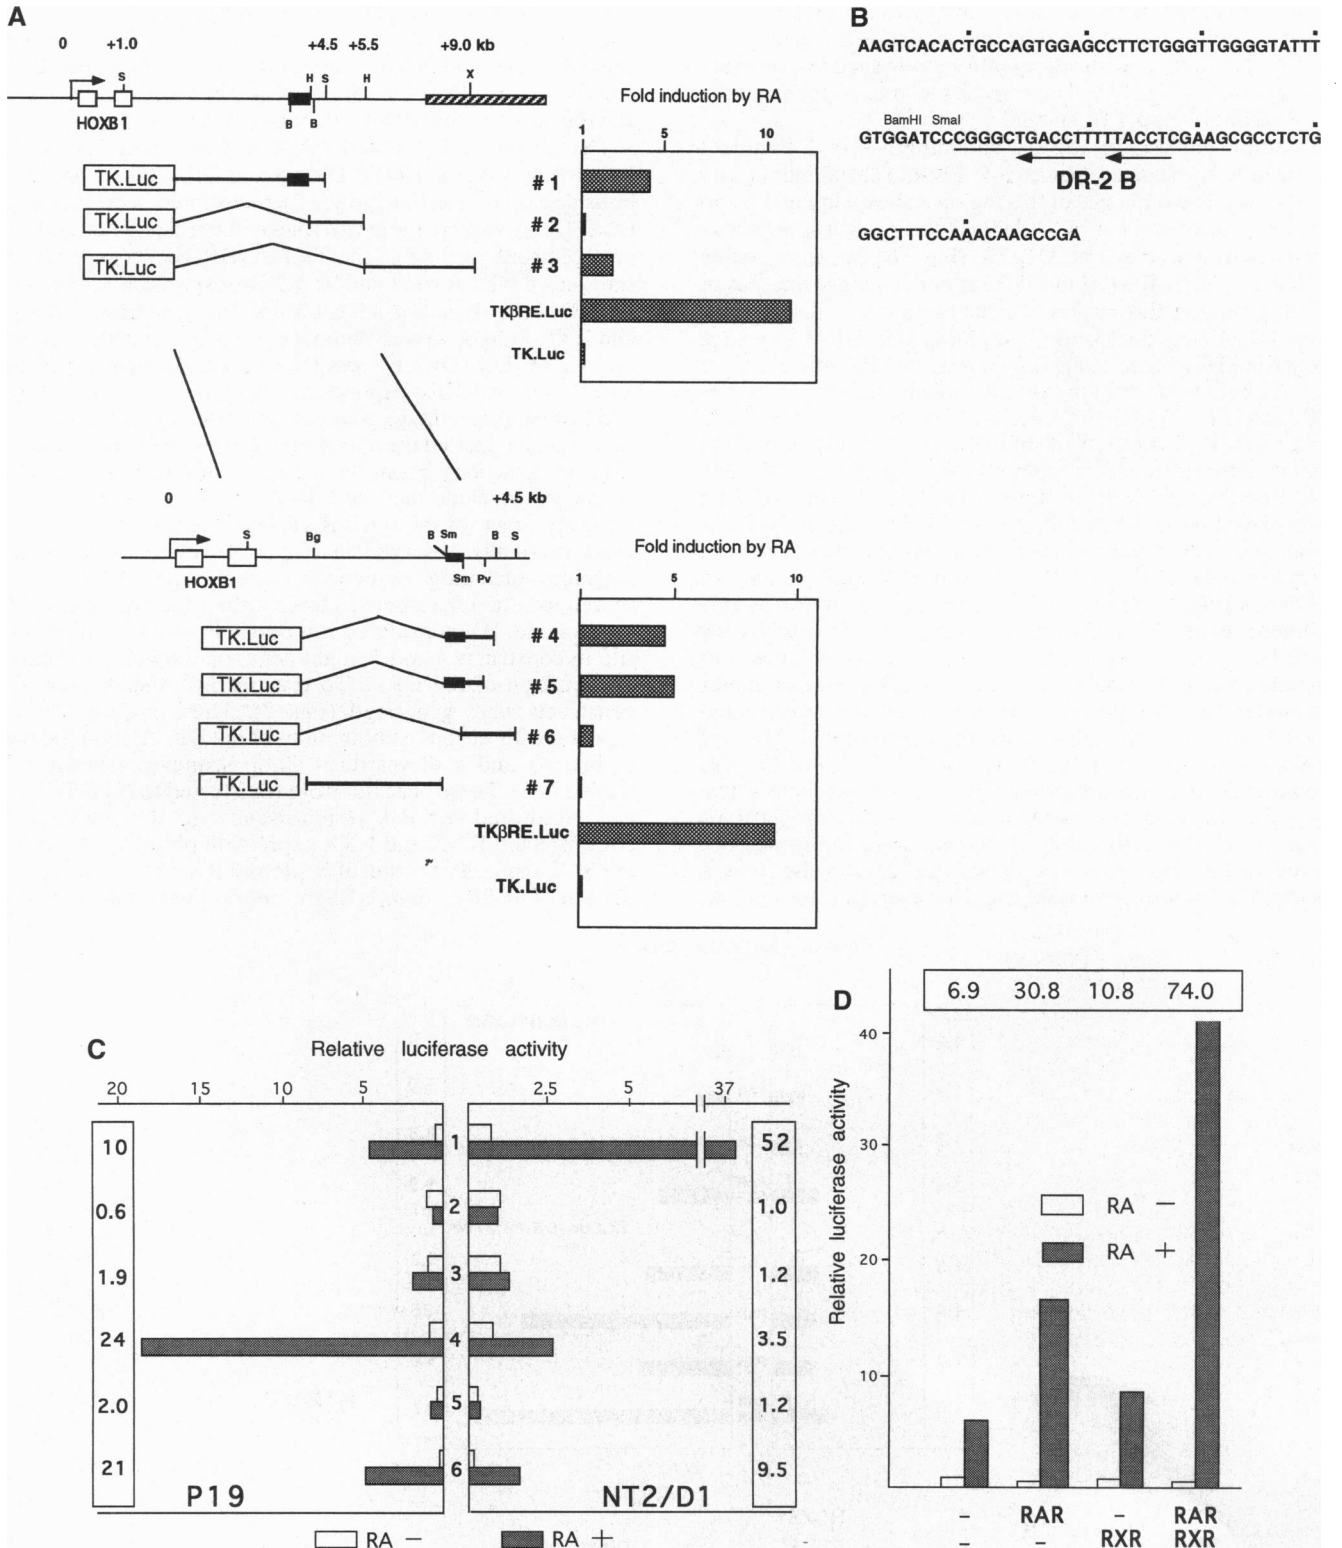 A
0 +1.0 +4.5 +5.5 +9.0 kb
S H S H X
HOXB1 B B
Fold induction by RA
1 5 10
TK.Luc #1
TK.Luc #2
TK.Luc #3
TKβRE.Luc
TK.Luc
0 +4.5 kb
S Bg B Sm B S
HOXB1 Sm Pv
Fold induction by RA
1 5 10
TK.Luc #4
TK.Luc #5
TK.Luc #6
TK.Luc #7
TKβRE.Luc
TK.Luc
B
AAGTCACACTGCCAGTGGAGCCTTCTGGGTTGGGGTATTT
BamHI SmaI
GTGGATCCCGGGCTGACCTTTTTACCTCGAAGCGCCTCTG
DR-2 B
GGCTTTCCAAACAAGCCGA
C
Relative luciferase activity
20 15 10 5 2.5 5 37
10 1 52
0.6 2 1.0
1.9 3 1.2
24 4 3.5
2.0 5 1.2
21 6 9.5
P19 NT2/D1
RA − RA +
D
6.9 30.8 10.8 74.0
Relative luciferase activity
40
30
20
10
RA −
RA +
− RAR − RAR
− − RXR RXR